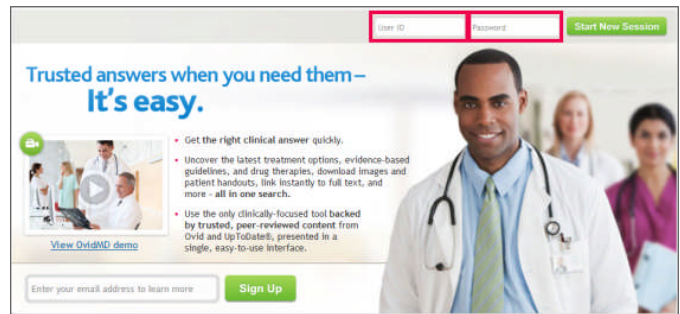 User ID
Password
Start New Session
Trusted answers when you need them—
It's easy.
• Get the right clinical answer quickly.
• Uncover the latest treatment options, evidence-based
guidelines, and drug therapies, download images and
patient handouts, link instantly to full text, and
more - all in one search.
• Use the only clinically-focused tool backed
by trusted, peer-reviewed content from
Ovid and UpToDate®, presented in a
single, easy-to-use interface.
View OvidMD demo
Enter your email address to learn more
Sign Up